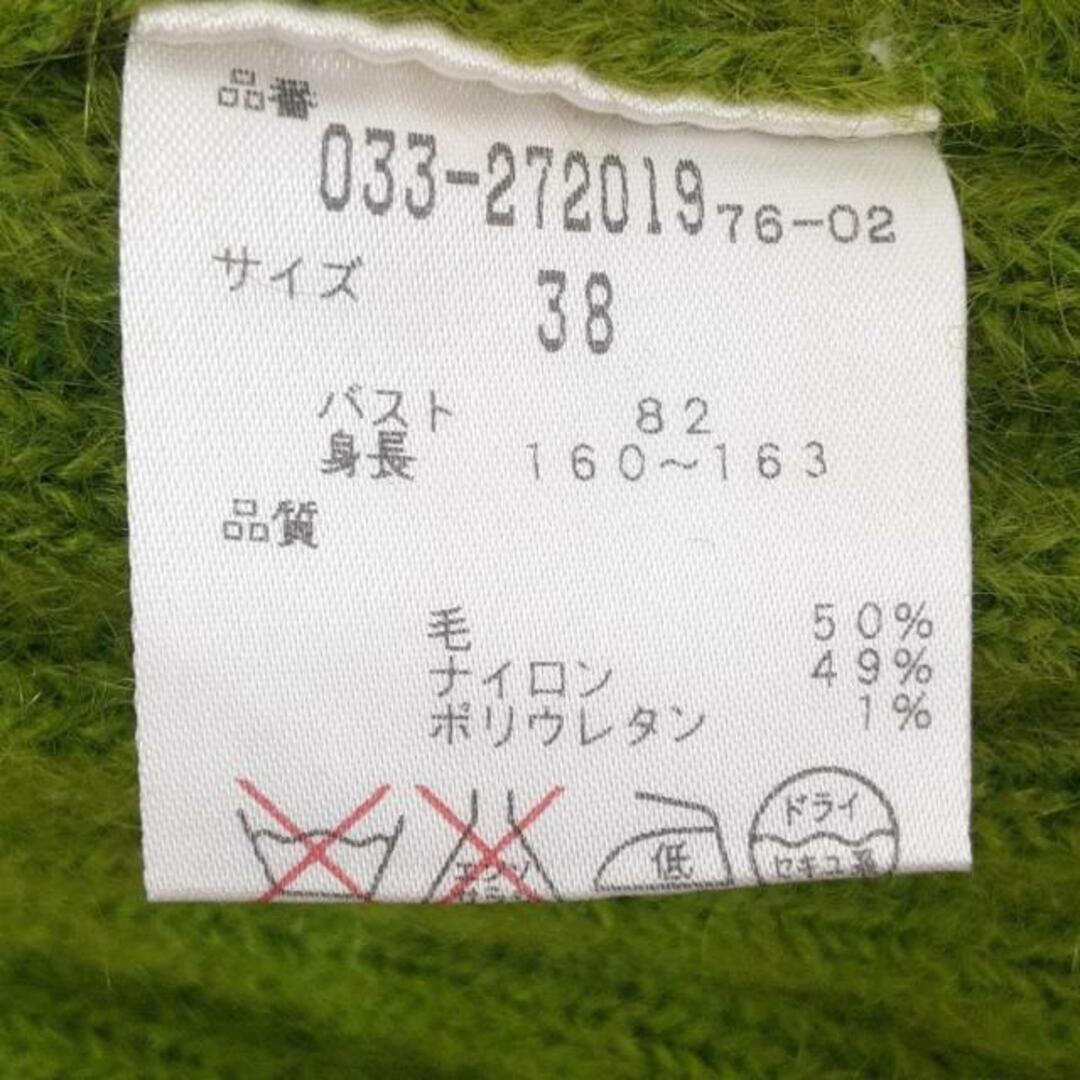 品番
033-272019 76-02
サイズ 38
バスト 82
身長 160~163
品質
毛 50%
ナイロン 49%
ポリウレタン 1%
低
ドライ
セキユ系